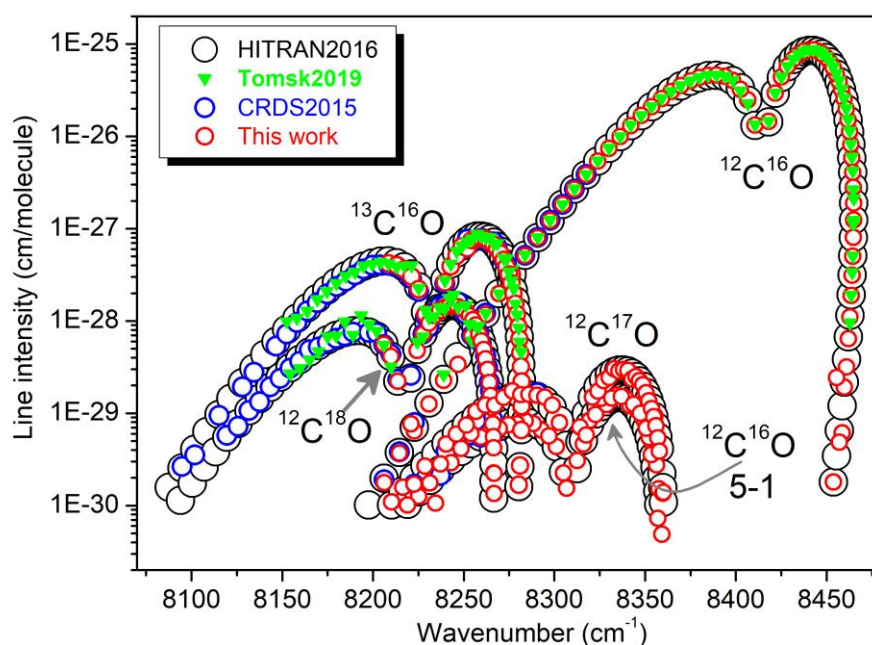 1E-25
1E-26
1E-27
1E-28
1E-29
1E-30
Line intensity (cm/molecule)
HITRAN2016
Tomsk2019
CRDS2015
This work
¹²C¹⁶O
¹³C¹⁶O
¹²C¹⁷O
¹²C¹⁸O
¹²C¹⁶O
5-1
8100 8150 8200 8250 8300 8350 8400 8450
Wavenumber (cm⁻¹)